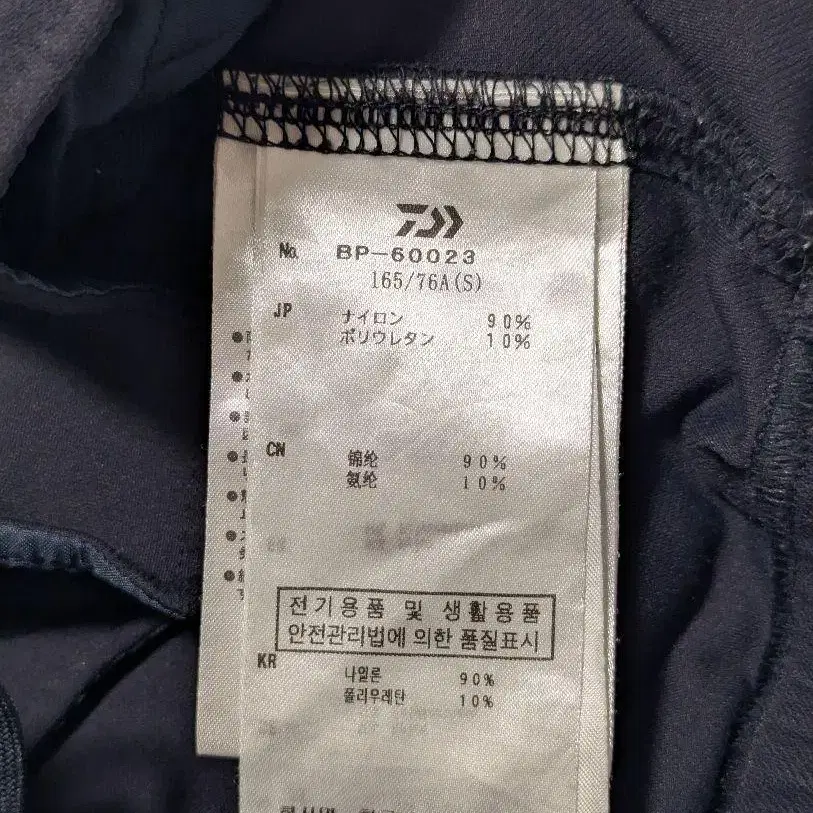 No. BP-60023
165/76A(S)
JP ナイロン 90%
ポリウレタン 10%
CN 锦纶 90%
氨纶 10%
전기용품 및 생활용품
안전관리법에 의한 품질표시
KR 나일론 90%
폴리우레탄 10%